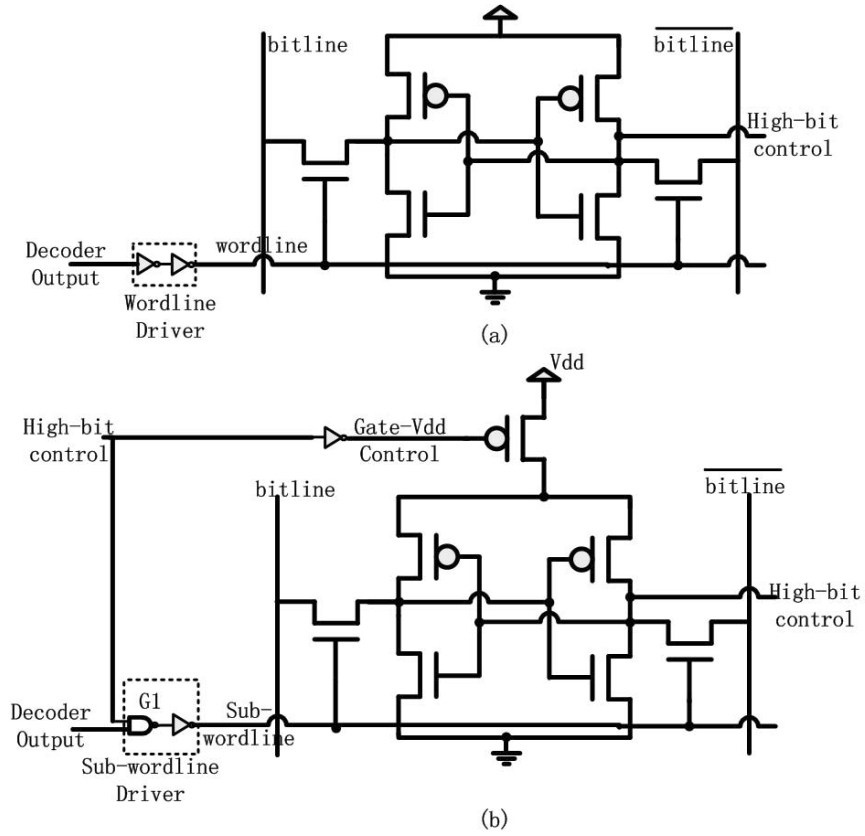 bitline
bitline
High-bit
control
Decoder
Output
wordline
Wordline
Driver
(a)
Vdd
High-bit
control
Gate-Vdd
Control
bitline
bitline
High-bit
control
G1
Decoder
Output
Sub-
wordline
Sub-wordline
Driver
(b)